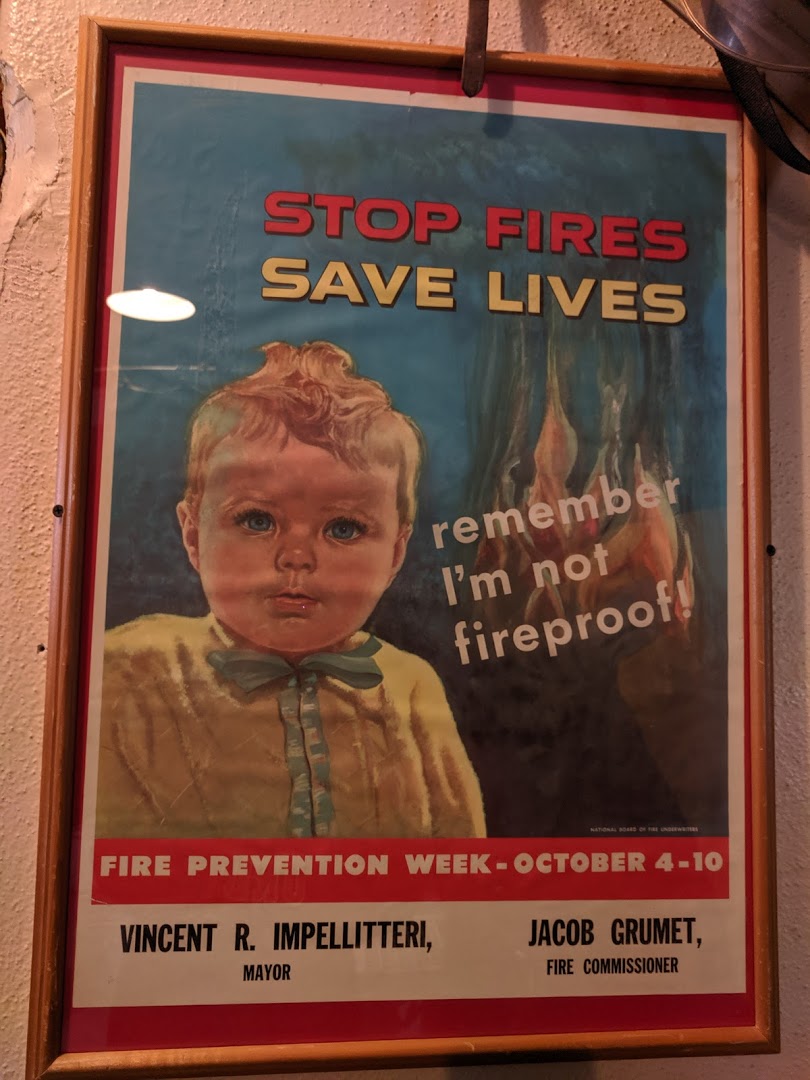 STOP FIRES
SAVE LIVES
remember
I'm not
fireproof!
NATIONAL BOARD OF FIRE UNDERWRITERS
FIRE PREVENTION WEEK - OCTOBER 4-10
VINCENT R. IMPELLITTERI,
MAYOR
JACOB GRUMET,
FIRE COMMISSIONER